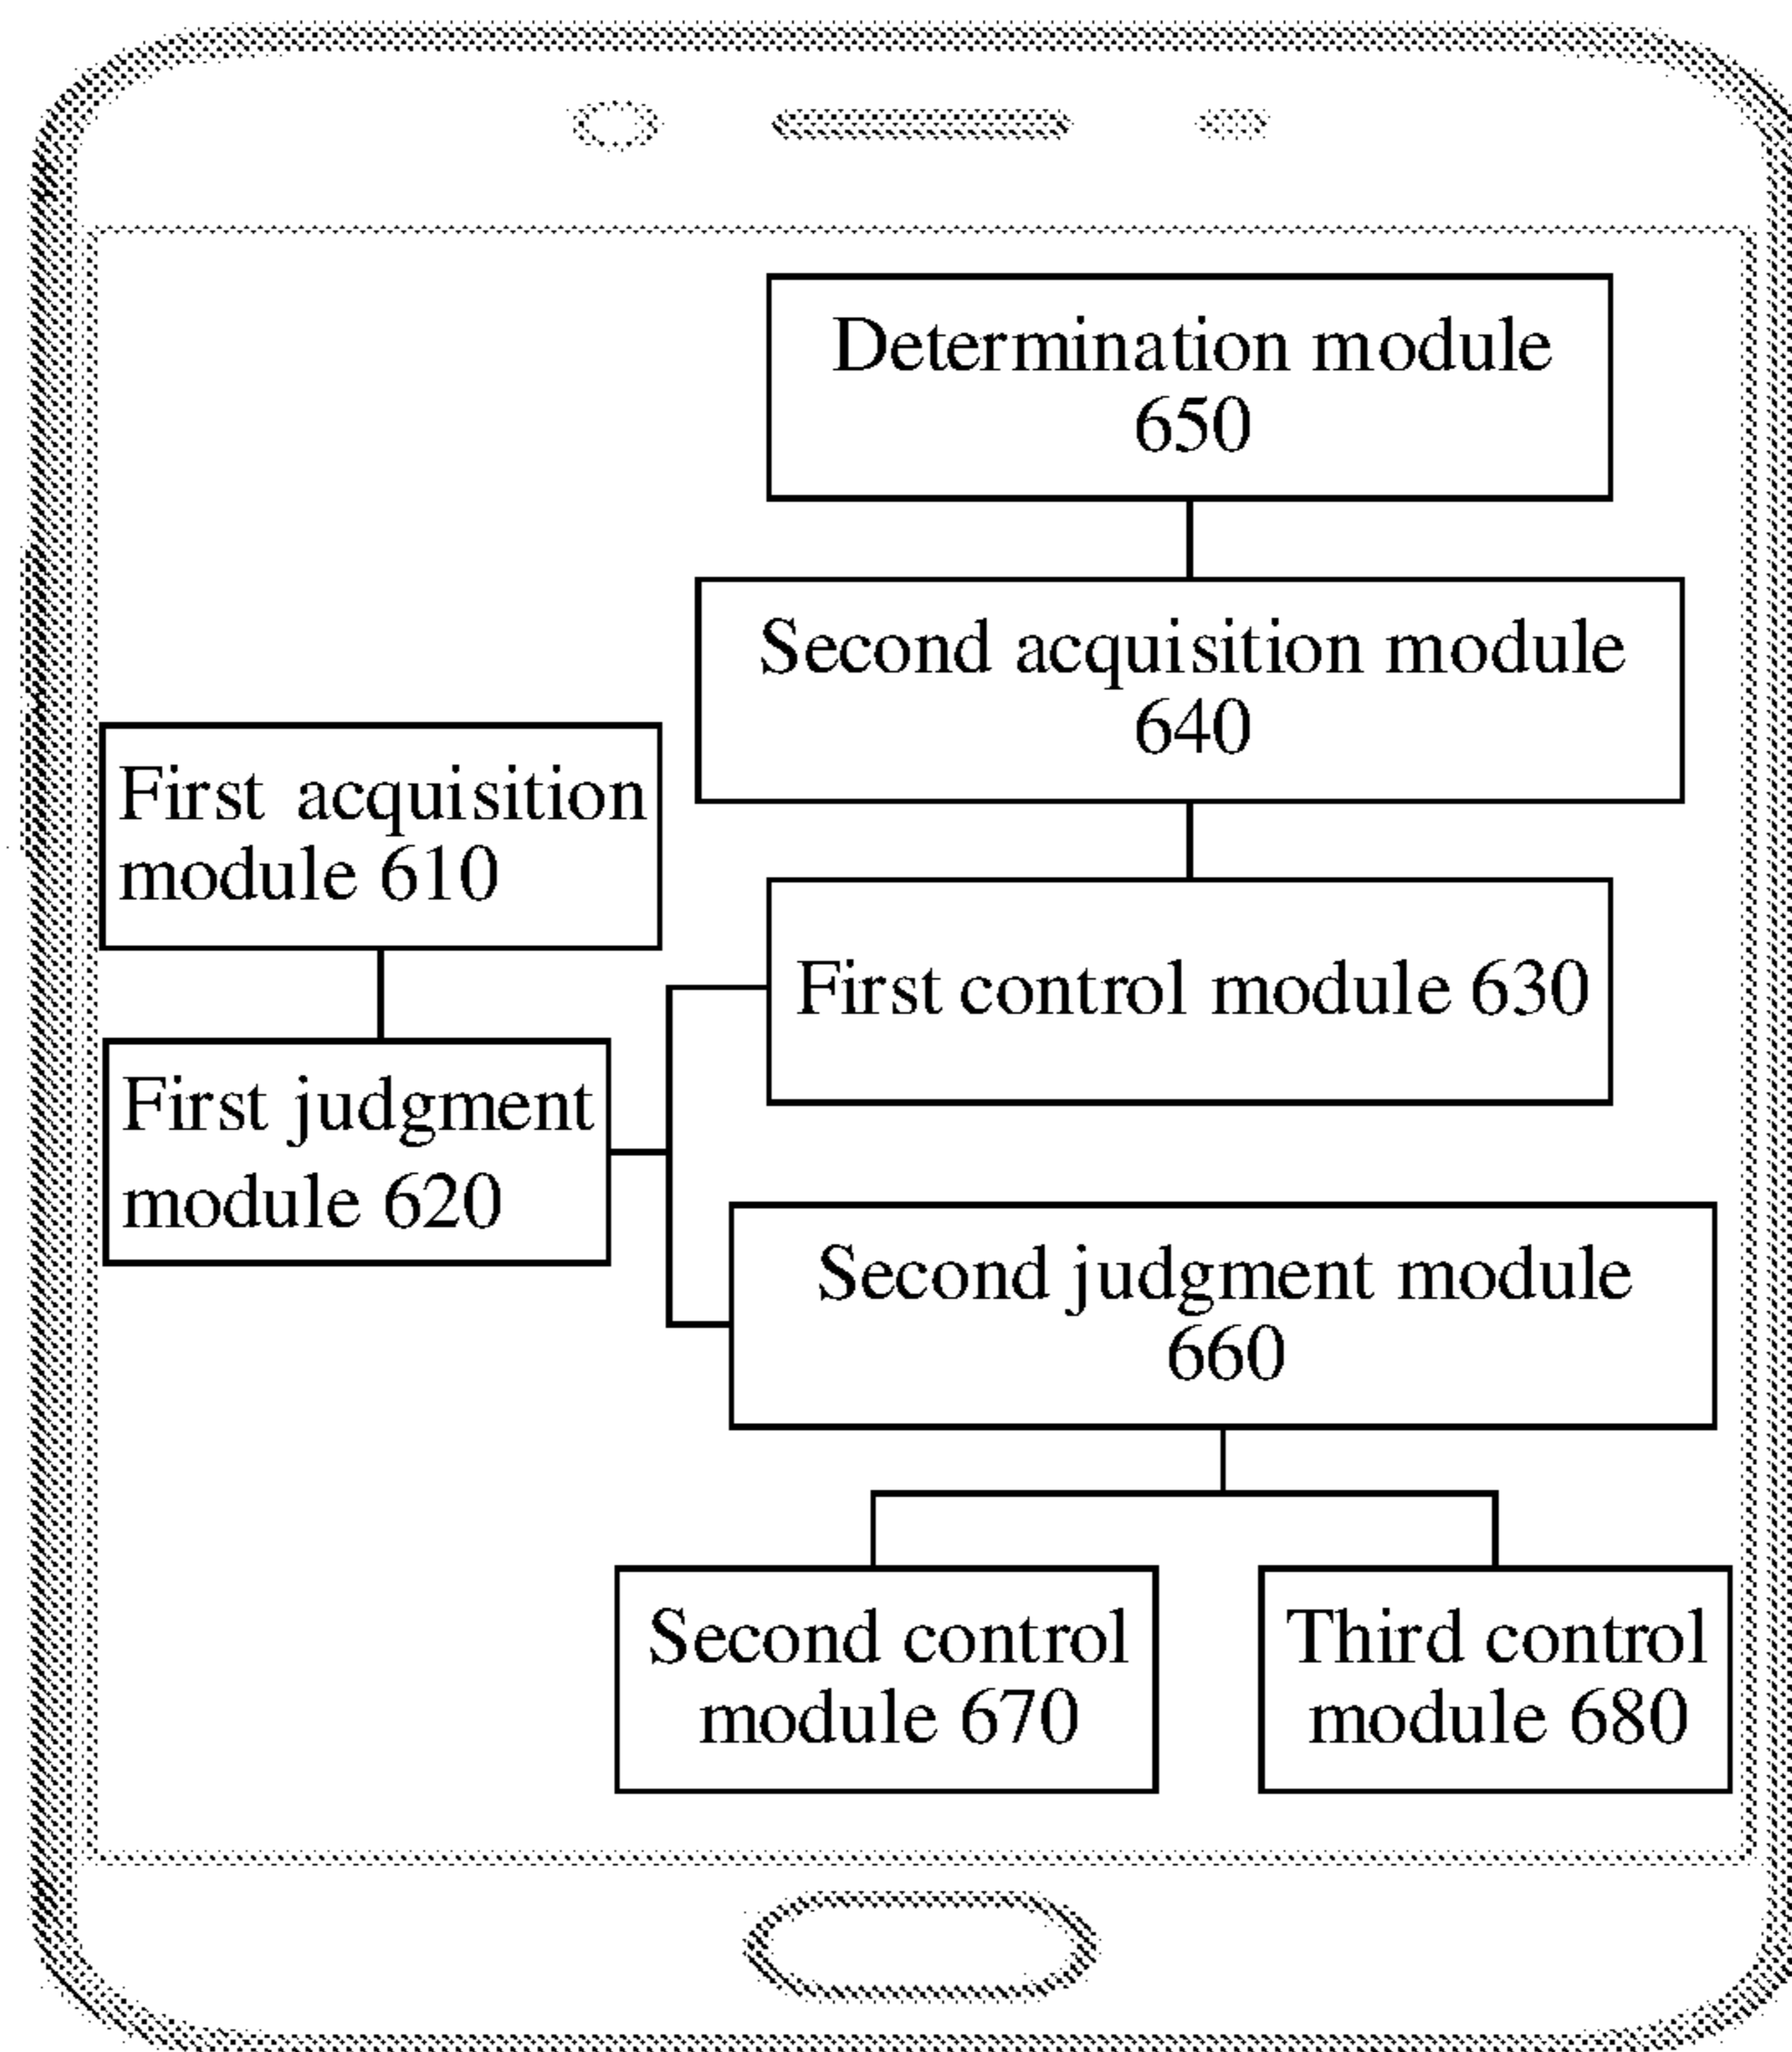 Determination module
650
Second acquisition module
640
First acquisition
module 610
First control module 630
First judgment
module 620
Second judgment module
660
Second control
module 670
Third control
module 680